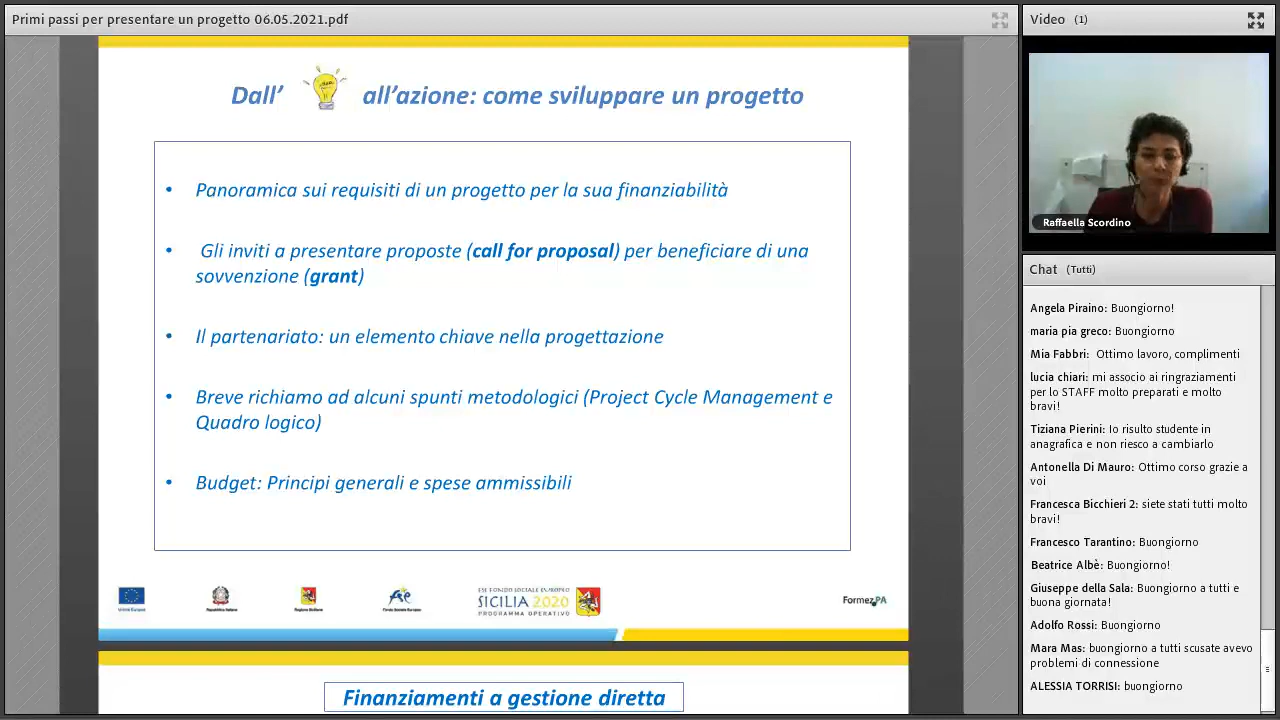 Primi passi per presentare un progetto 06.05.2021.pdf
Dall’ all’azione: come sviluppare un progetto
• Panoramica sui requisiti di un progetto per la sua finanziabilità
• Gli inviti a presentare proposte (call for proposal) per beneficiare di una
sovvenzione (grant)
• Il partenariato: un elemento chiave nella progettazione
• Breve richiamo ad alcuni spunti metodologici (Project Cycle Management e
Quadro logico)
• Budget: Principi generali e spese ammissibili
Unione Europea
Repubblica Italiana
Regione Siciliana
Fondo Sociale Europeo
FSE FONDO SOCIALE EUROPEO
SICILIA 2020
PROGRAMMA OPERATIVO
FormezPA
Finanziamenti a gestione diretta
Video (1)
Raffaella Scordino
Chat (Tutti)
Angela Piraino: Buongiorno!
maria pia greco: Buongiorno
Mia Fabbri: Ottimo lavoro, complimenti
lucia chiari: mi associo ai ringraziamenti
per lo STAFF molto preparati e molto
bravi!
Tiziana Pierini: Io risulto studente in
anagrafica e non riesco a cambiarlo
Antonella Di Mauro: Ottimo corso grazie a
voi
Francesca Bicchieri 2: siete stati tutti molto
bravi!
Francesco Tarantino: Buongiorno
Beatrice Albè: Buongiorno!
Giuseppe della Sala: Buongiorno a tutti e
buona giornata!
Adolfo Rossi: Buongiorno
Mara Mas: buongiorno a tutti scusate avevo
problemi di connessione
ALESSIA TORRISI: buongiorno